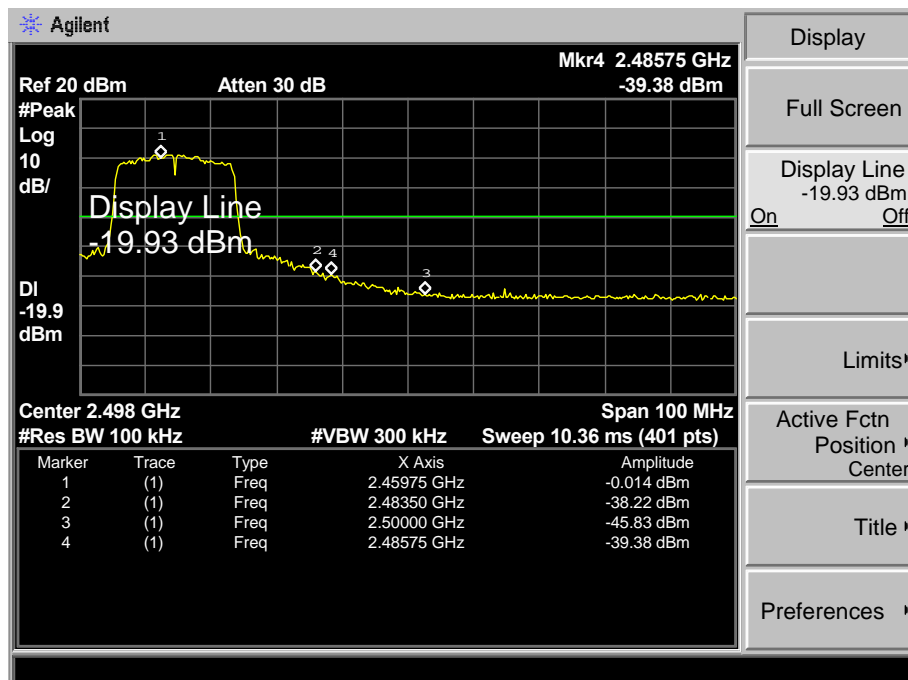 Agilent
Mkr4 2.48575 GHz
Ref 20 dBm Atten 30 dB -39.38 dBm
#Peak
Log
10
dB/
1
Display Line
-19.93 dBm
2 4
3
DI
-19.9
dBm
Center 2.498 GHz Span 100 MHz
#Res BW 100 kHz #VBW 300 kHz Sweep 10.36 ms (401 pts)
Marker Trace Type X Axis Amplitude
1 (1) Freq 2.45975 GHz -0.014 dBm
2 (1) Freq 2.48350 GHz -38.22 dBm
3 (1) Freq 2.50000 GHz -45.83 dBm
4 (1) Freq 2.48575 GHz -39.38 dBm
Display
Full Screen
Display Line
-19.93 dBm
On Off
Limits
Active Fctn
Position
Center
Title
Preferences